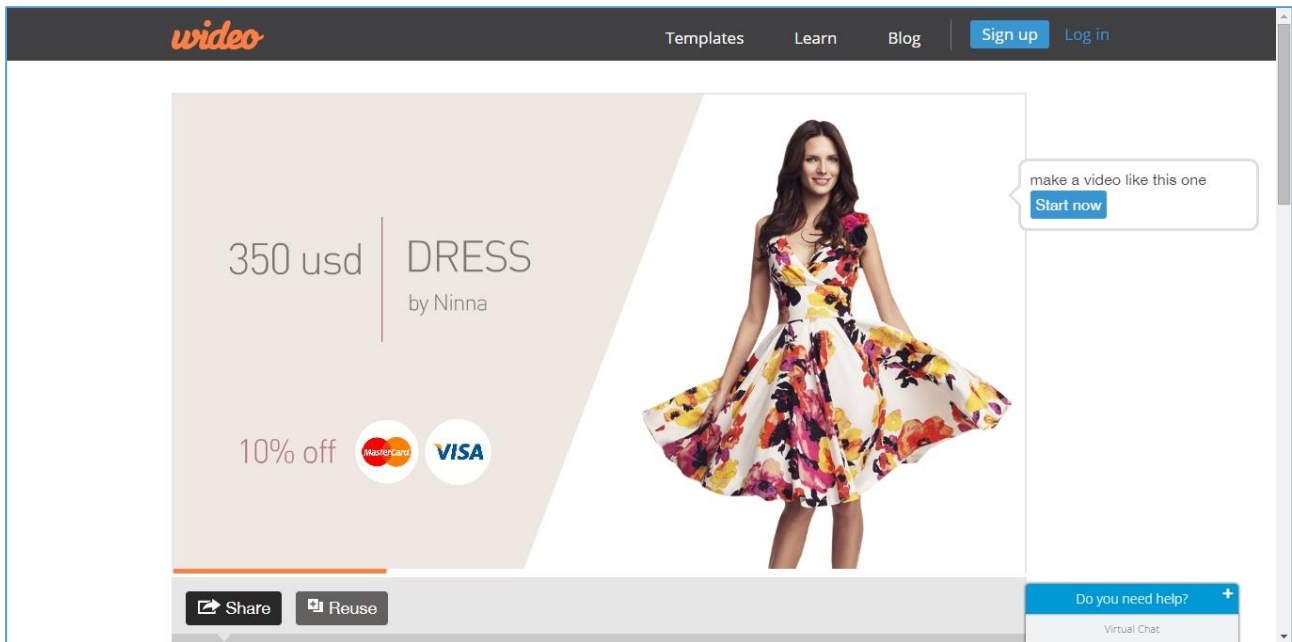 wideo
Templates Learn Blog Sign up Log in
make a video like this one
Start now
350 usd DRESS
by Ninna
10% off MasterCard VISA
Share Reuse
Do you need help? +
Virtual Chat